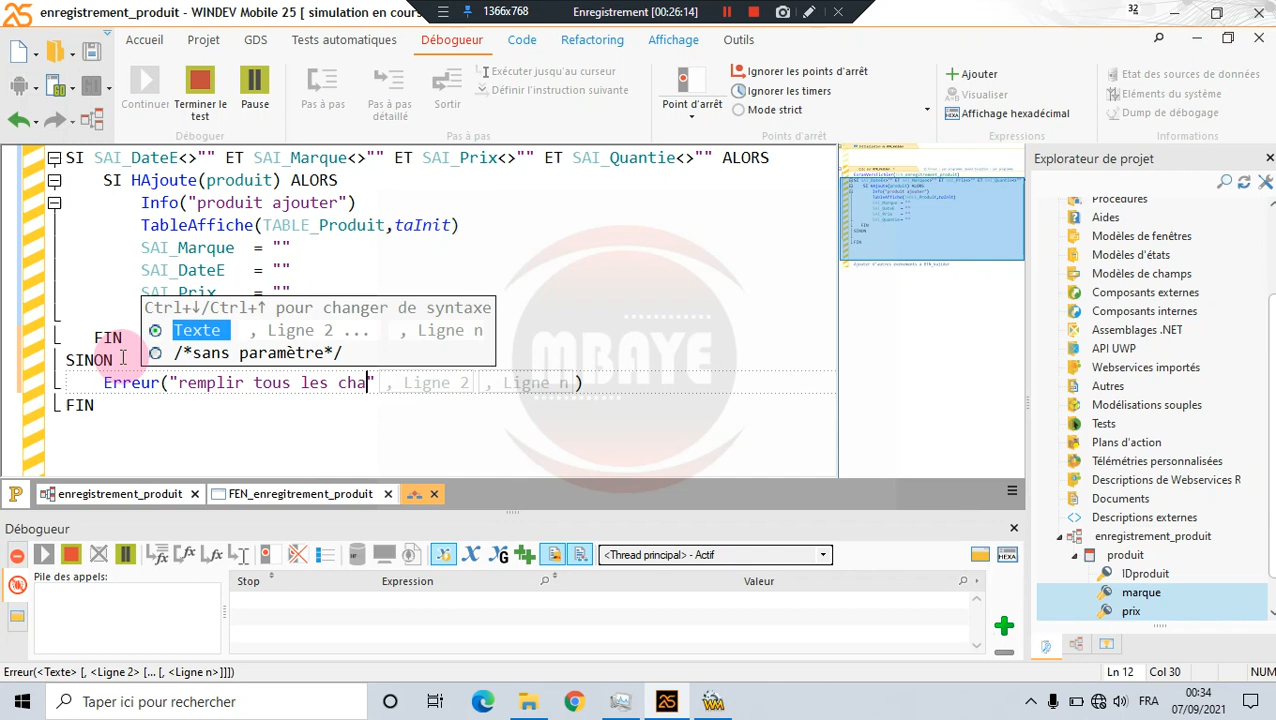 enregistrement_produit - WINDEV Mobile 25 [ simulation en cours
1366x768
Enregistrement [00:26:14]
32
Accueil
Projet
GDS
Tests automatiques
Débogueur
Code
Refactoring
Affichage
Outils
Continuer
Terminer le test
Pause
Pas à pas
Pas à pas détaillé
Sortir
Exécuter jusqu'au curseur
Définir l'instruction suivante
Point d'arrêt
Ignorer les points d'arrêt
Ignorer les timers
Mode strict
Ajouter
Visualiser
Affichage hexadécimal
Etat des sources de données
Eléments du système
Dump de débogage
Déboguer
Pas à pas
Points d'arrêt
Expressions
Informations
SI SAI_DateE<>"" ET SAI_Marque<>"" ET SAI_Prix<>"" ET SAI_Quantie<>"" ALORS
SI HAjoute(produit) ALORS
Info("produit ajouter")
TableAffiche(TABLE_Produit,taInit)
SAI_Marque = ""
SAI_DateE = ""
SAI_Prix = ""
Ctrl+↓/Ctrl+↑ pour changer de syntaxe
Texte , Ligne 2 ... , Ligne n
/*sans paramètre*/
FIN
SINON
Erreur("remplir tous les cha" , Ligne 2 , Ligne n )
FIN
MBAYE
Explorateur de projet
Procédures
Aides
Modèles de fenêtres
Modèles d'états
Modèles de champs
Composants externes
Composants internes
Assemblages .NET
API UWP
Webservices importés
Autres
Modélisations souples
Tests
Plans d'action
Télémétries personnalisées
Descriptions de Webservices R
Documents
Descriptions externes
enregistrement_produit
produit
IDproduit
marque
prix
enregistrement_produit
FEN_enregitrement_produit
Débogueur
<Thread principal> - Actif
Pile des appels:
Stop
Expression
Valeur
Erreur(<Texte> [, <Ligne 2> [... [, <Ligne n>]]])
Ln 12
Col 30
NUM
Taper ici pour rechercher
FRA
00:34
07/09/2021